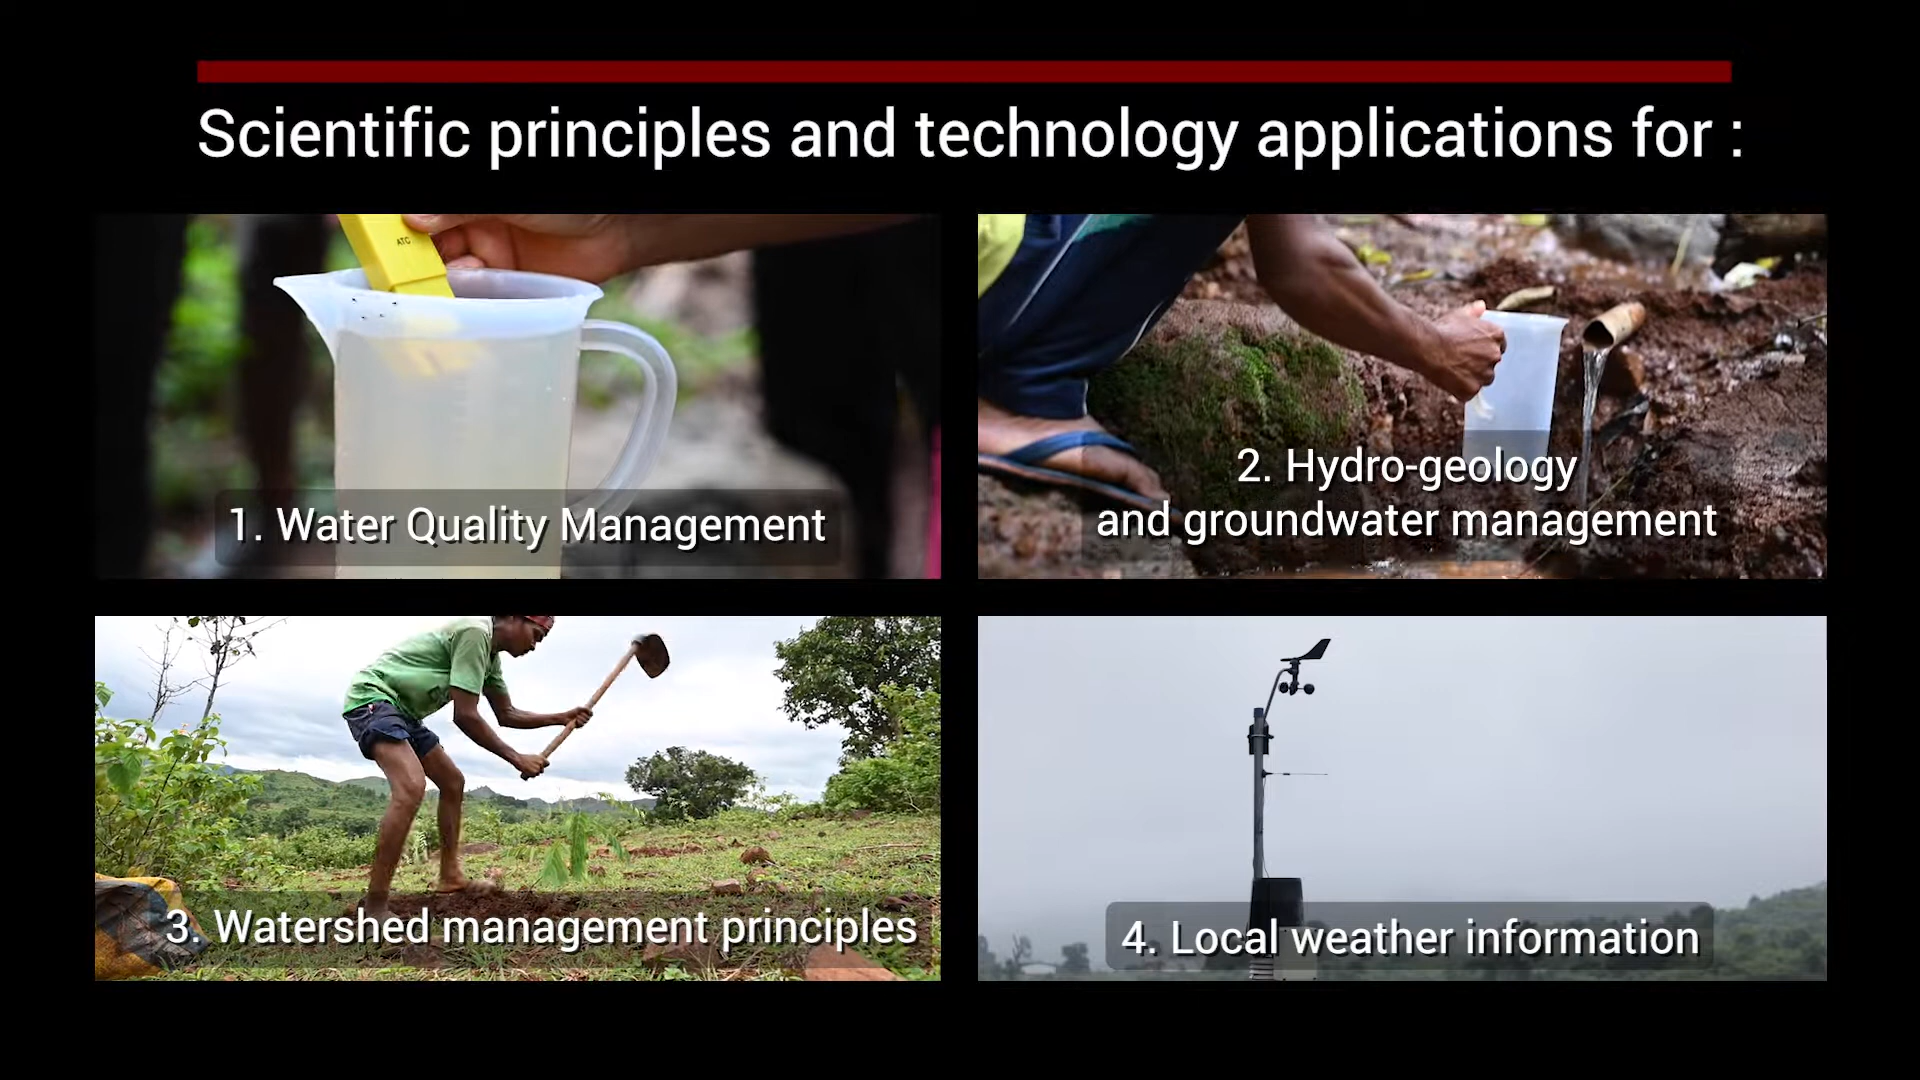 Scientific principles and technology applications for :
ATC
1. Water Quality Management
2. Hydro-geology
and groundwater management
3. Watershed management principles
4. Local weather information